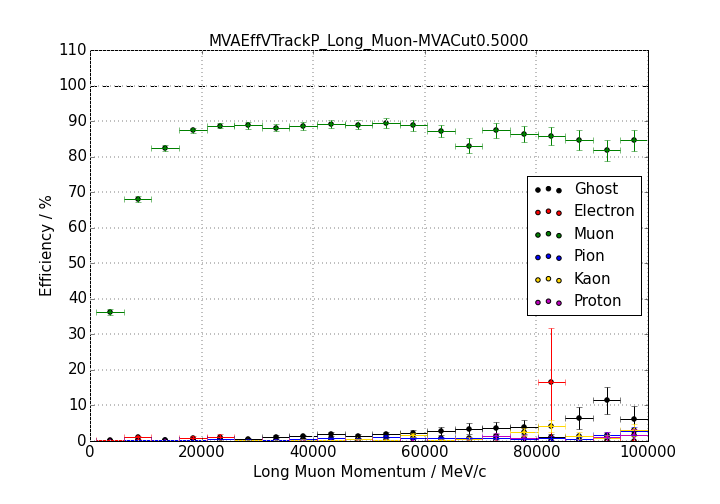 MVAEffVTrackP_Long_Muon-MVACut0.5000
110
100
90
80
70
60
50
40
30
20
10
0
Efficiency / %
Ghost
Electron
Muon
Pion
Kaon
Proton
0 20000 40000 60000 80000 100000
Long Muon Momentum / MeV/c